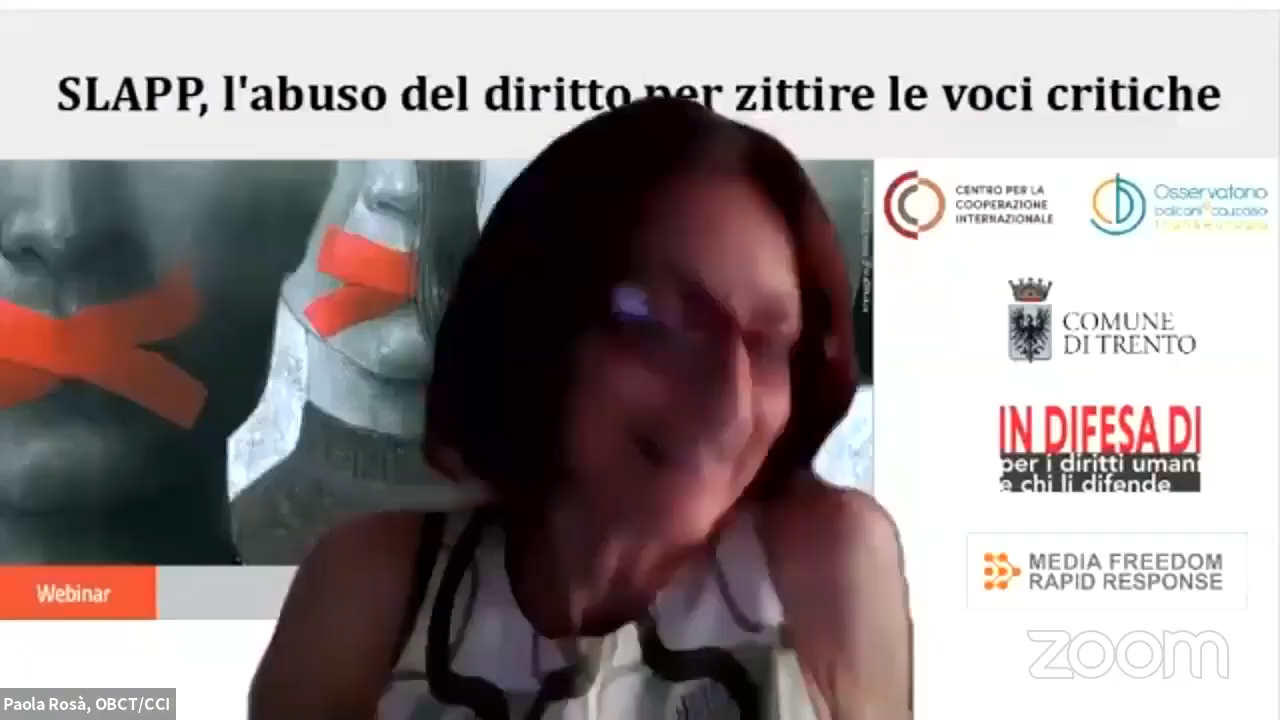 SLAPP, l'abuso del diritto per zittire le voci critiche
CENTRO PER LA
COOPERAZIONE
INTERNAZIONALE
Osservatorio
balcani e caucaso
transeuropa
COMUNE
DI TRENTO
IN DIFESA DI
per i diritti umani
e chi li difende
MEDIA FREEDOM
RAPID RESPONSE
Webinar
zoom
Paola Rosà, OBCT/CCI